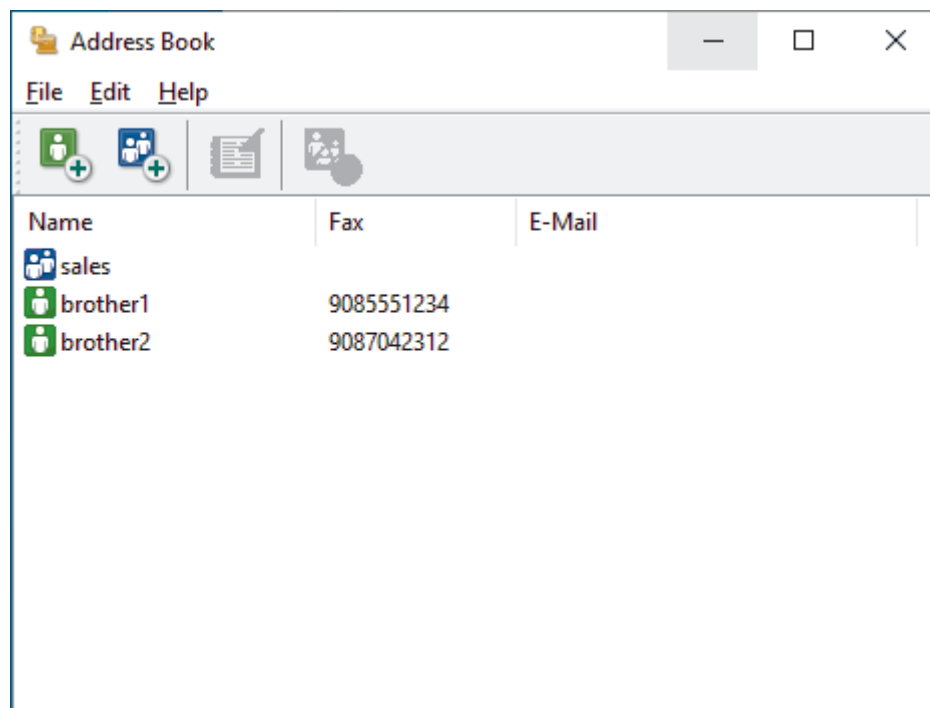 Address Book
File Edit Help
Name Fax E-Mail
sales
brother1 9085551234
brother2 9087042312